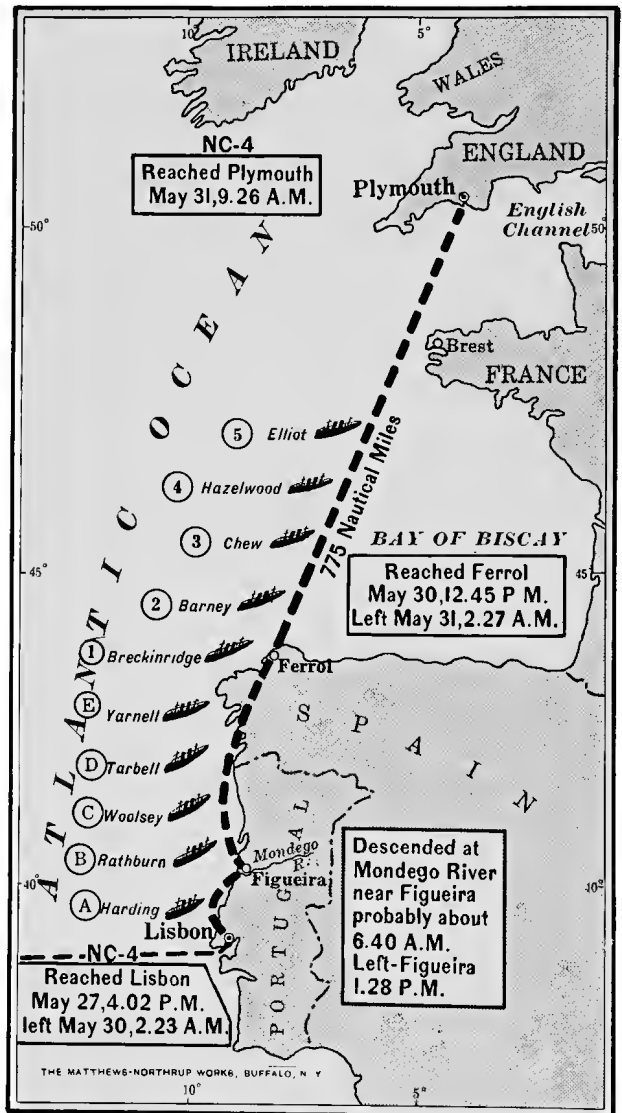 10°
5°
IRELAND
WALES
NC-4
Reached Plymouth
May 31,9.26 A.M.
ENGLAND
Plymouth
English
Channel
50°
50
ATLANTIC OCEAN
Brest
FRANCE
5 Elliot
4 Hazelwood
3 Chew
775 Nautical Miles
BAY OF BISCAY
45
45
Reached Ferrol
May 30,12.45 P M.
Left May 31,2.27 A.M.
2 Barney
1 Breckinridge
Ferrol
E Yarnell
SPAIN
D Tarbell
C Woolsey
B Rathburn
Mondego
R.
Figueira
PORTUGAL
40°
40°
A Harding
Lisbon
Descended at
Mondego River
near Figueira
probably about
6.40 A.M.
Left-Figueira
1.28 P.M.
NC-4
Reached Lisbon
May 27,4.02 P.M.
left May 30,2.23 A.M.
THE MATTHEWS-NORTHRUP WORKS, BUFFALO, N Y
10°
5°